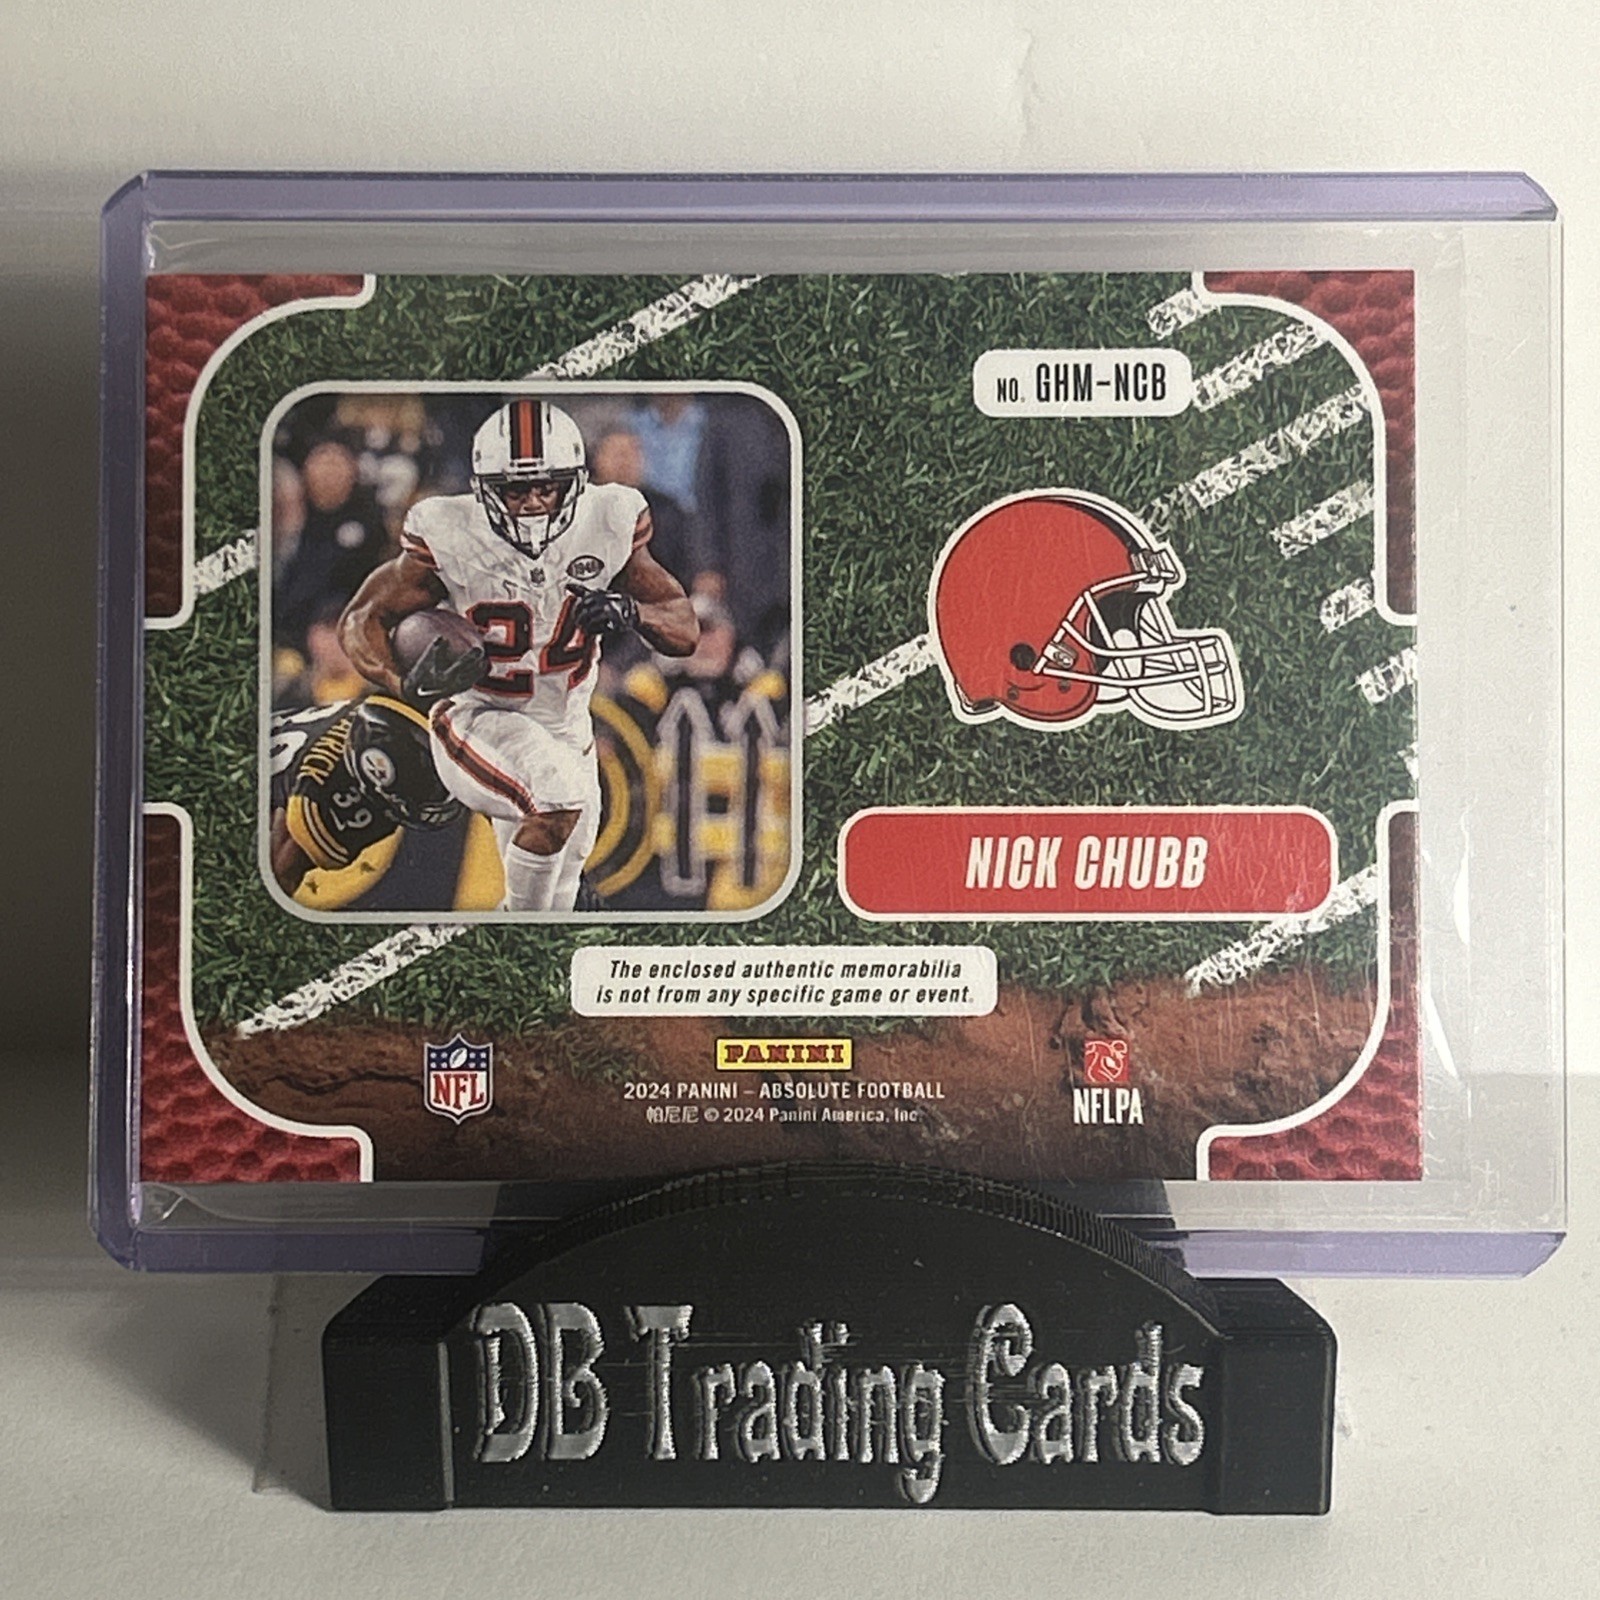 NO. GHM-NCB
1946
24
39
NICK CHUBB
The enclosed authentic memorabilia
is not from any specific game or event.
NFL
PANINI
2024 PANINI – ABSOLUTE FOOTBALL
帕尼尼 © 2024 Panini America, Inc.
NFLPA
DB Trading Cards